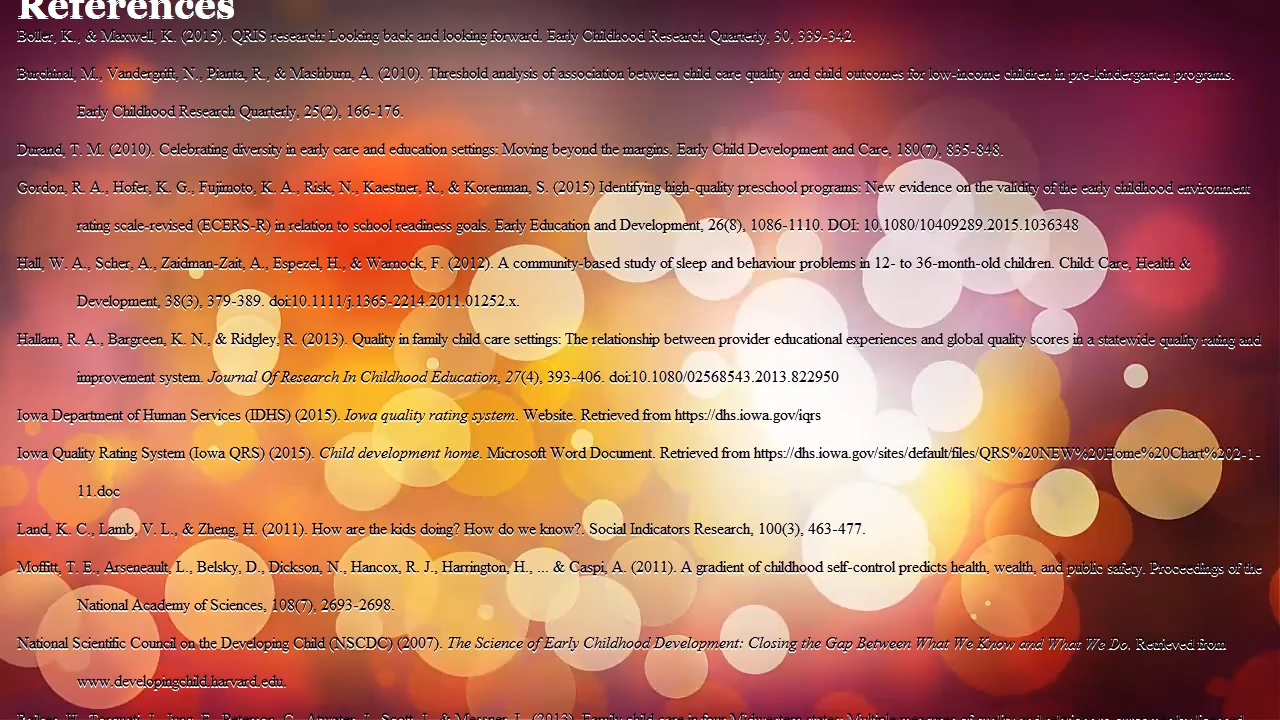 References
Boller, K., & Maxwell, K. (2015). QRIS research: Looking back and looking forward. Early Childhood Research Quarterly, 30, 339-342.
Burchinal, M., Vandergrift, N., Pianta, R., & Mashburn, A. (2010). Threshold analysis of association between child care quality and child outcomes for low-income children in pre-kindergarten programs.
Early Childhood Research Quarterly, 25(2), 166-176.
Durand, T. M. (2010). Celebrating diversity in early care and education settings: Moving beyond the margins. Early Child Development and Care, 180(7), 835-848.
Gordon, R. A., Hofer, K. G., Fujimoto, K. A., Risk, N., Kaestner, R., & Korenman, S. (2015) Identifying high-quality preschool programs: New evidence on the validity of the early childhood environment
rating scale-revised (ECERS-R) in relation to school readiness goals. Early Education and Development, 26(8), 1086-1110. DOI: 10.1080/10409289.2015.1036348
Hall, W. A., Scher, A., Zaidman-Zait, A., Espezel, H., & Warnock, F. (2012). A community-based study of sleep and behaviour problems in 12- to 36-month-old children. Child: Care, Health &
Development, 38(3), 379-389. doi:10.1111/j.1365-2214.2011.01252.x.
Hallam, R. A., Bargreen, K. N., & Ridgley, R. (2013). Quality in family child care settings: The relationship between provider educational experiences and global quality scores in a statewide quality rating and
improvement system. Journal Of Research In Childhood Education, 27(4), 393-406. doi:10.1080/02568543.2013.822950
Iowa Department of Human Services (IDHS) (2015). Iowa quality rating system. Website. Retrieved from https://dhs.iowa.gov/iqrs
Iowa Quality Rating System (Iowa QRS) (2015). Child development home. Microsoft Word Document. Retrieved from https://dhs.iowa.gov/sites/default/files/QRS%20NEW%20Home%20Chart%202-1-
11.doc
Land, K. C., Lamb, V. L., & Zheng, H. (2011). How are the kids doing? How do we know?. Social Indicators Research, 100(3), 463-477.
Moffitt, T. E., Arseneault, L., Belsky, D., Dickson, N., Hancox, R. J., Harrington, H., ... & Caspi, A. (2011). A gradient of childhood self-control predicts health, wealth, and public safety. Proceedings of the
National Academy of Sciences, 108(7), 2693-2698.
National Scientific Council on the Developing Child (NSCDC) (2007). The Science of Early Childhood Development: Closing the Gap Between What We Know and What We Do. Retrieved from
www.developingchild.harvard.edu.